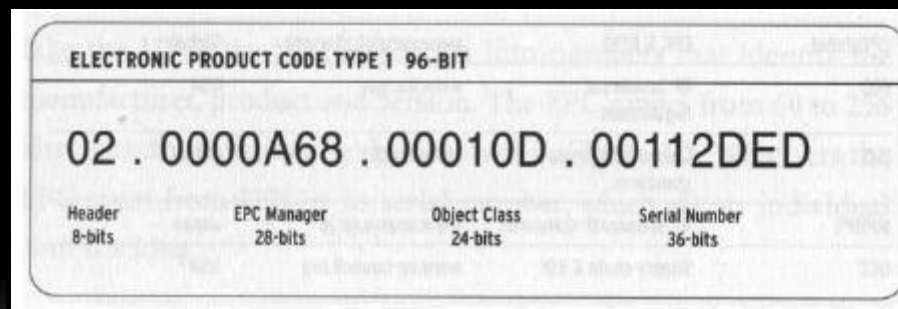 ELECTRONIC PRODUCT CODE TYPE 1 96-BIT
02 . 0000A68 . 00010D . 00112DED
Header EPC Manager Object Class Serial Number
8-bits 28-bits 24-bits 36-bits